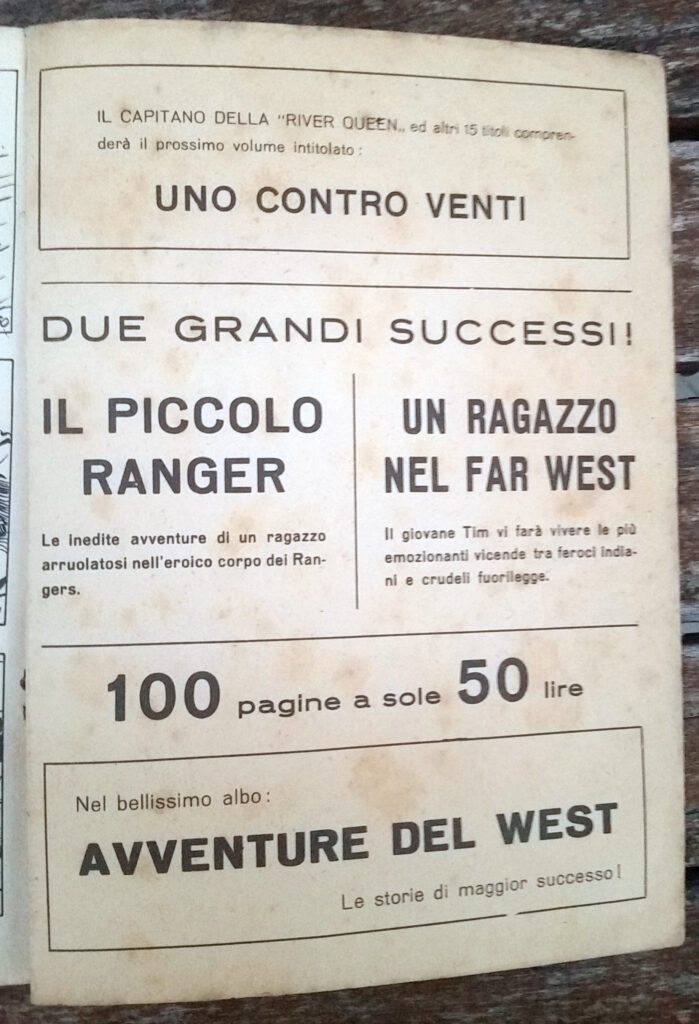 IL CAPITANO DELLA "RIVER QUEEN„ ed altri 15 titoli compren-
derà il prossimo volume intitolato:
UNO CONTRO VENTI
DUE GRANDI SUCCESSI!
IL PICCOLO
RANGER
Le inedite avventure di un ragazzo
arruolatosi nell'eroico corpo dei Ran-
gers.
UN RAGAZZO
NEL FAR WEST
Il giovane Tim vi farà vivere le più
emozionanti vicende tra feroci india-
ni e crudeli fuorilegge.
100 pagine a sole 50 lire
Nel bellissimo albo:
AVVENTURE DEL WEST
Le storie di maggior successo!